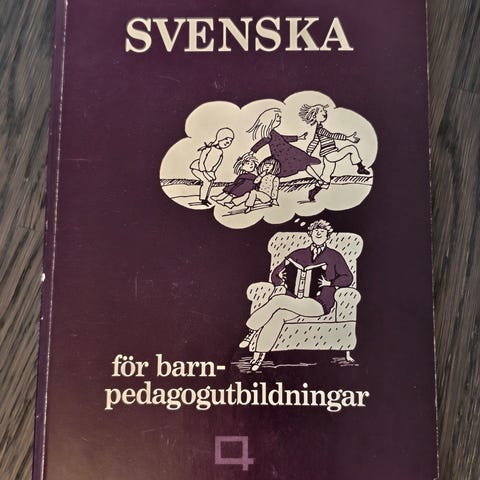 SVENSKA
för barn-
pedagogutbildningar